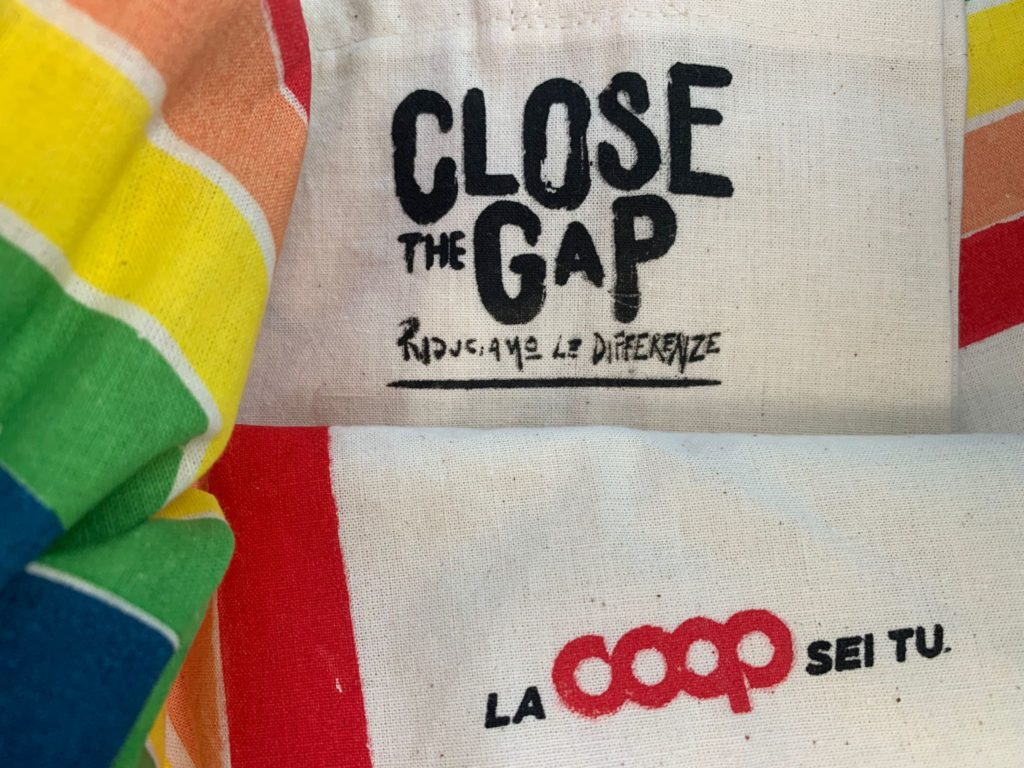 CLOSE
THE GAP
RIDUCIAMO LE DIFFERENZE
LA coop SEI TU.